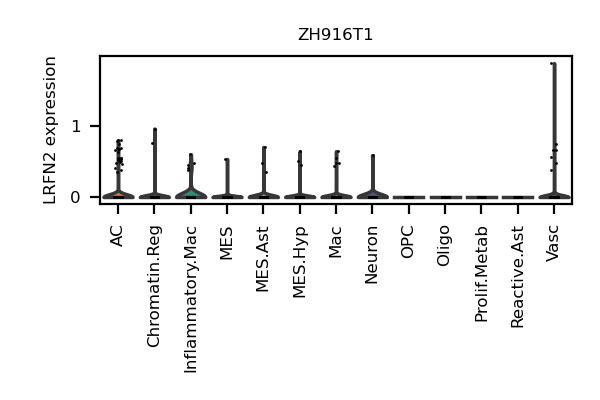 ZH916T1
LRFN2 expression
1
0
AC
Chromatin.Reg
Inflammatory.Mac
MES
MES.Ast
MES.Hyp
Mac
Neuron
OPC
Oligo
Prolif.Metab
Reactive.Ast
Vasc